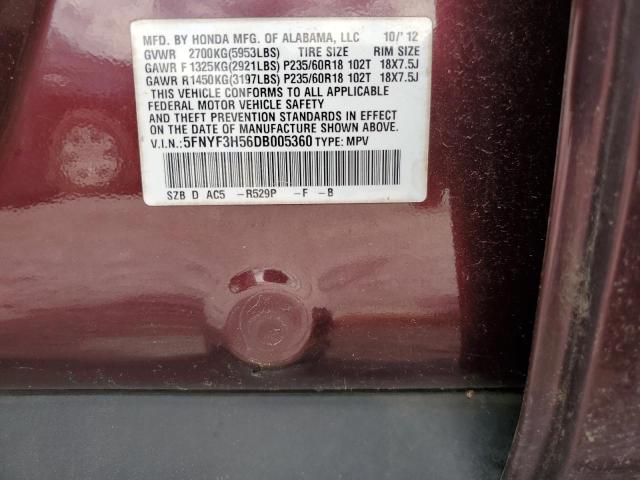 MFD. BY HONDA MFG. OF ALABAMA, LLC 10/'12
GVWR 2700KG(5953LBS) TIRE SIZE RIM SIZE
GAWR F 1325KG(2921LBS) P235/60R18 102T 18X7.5J
GAWR R1450KG(3197LBS) P235/60R18 102T 18X7.5J
THIS VEHICLE CONFORMS TO ALL APPLICABLE
FEDERAL MOTOR VEHICLE SAFETY
AND THEFT PREVENTION STANDARDS IN EFFECT
ON THE DATE OF MANUFACTURE SHOWN ABOVE.
V.I.N.: 5FNYF3H56DB005360 TYPE: MPV
SZB D AC5 -R529P -F -B